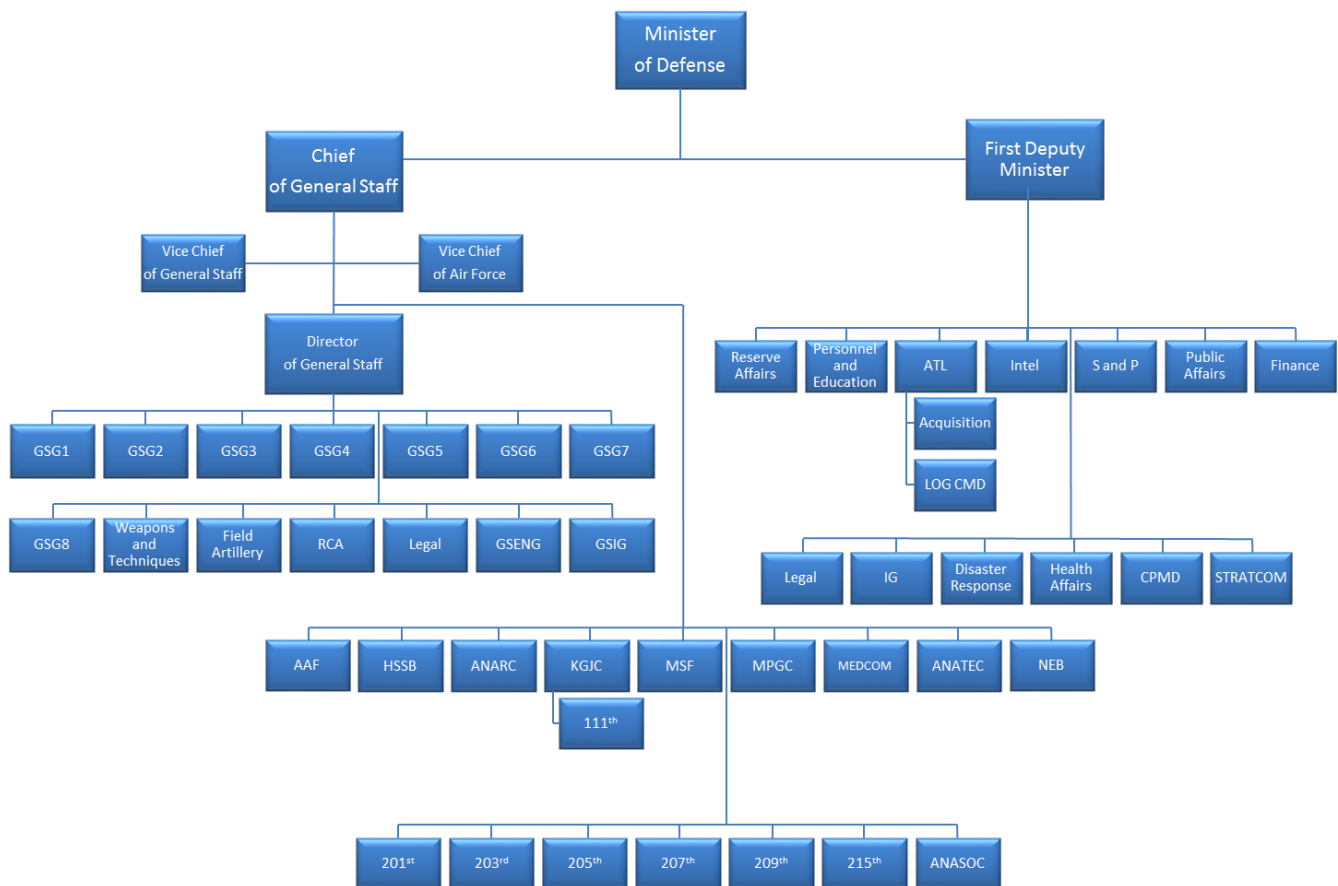 Minister
of Defense
Chief
of General Staff
First Deputy
Minister
Vice Chief
of General Staff
Vice Chief
of Air Force
Director
of General Staff
Reserve
Affairs
Personnel
and
Education
ATL
Intel
S and P
Public
Affairs
Finance
Acquisition
LOG CMD
GSG1
GSG2
GSG3
GSG4
GSG5
GSG6
GSG7
GSG8
Weapons
and
Techniques
Field
Artillery
RCA
Legal
GSENG
GSIG
Legal
IG
Disaster
Response
Health
Affairs
CPMD
STRATCOM
AAF
HSSB
ANARC
KGJC
MSF
MPGC
MEDCOM
ANATEC
NEB
111th
201st
203rd
205th
207th
209th
215th
ANASOC